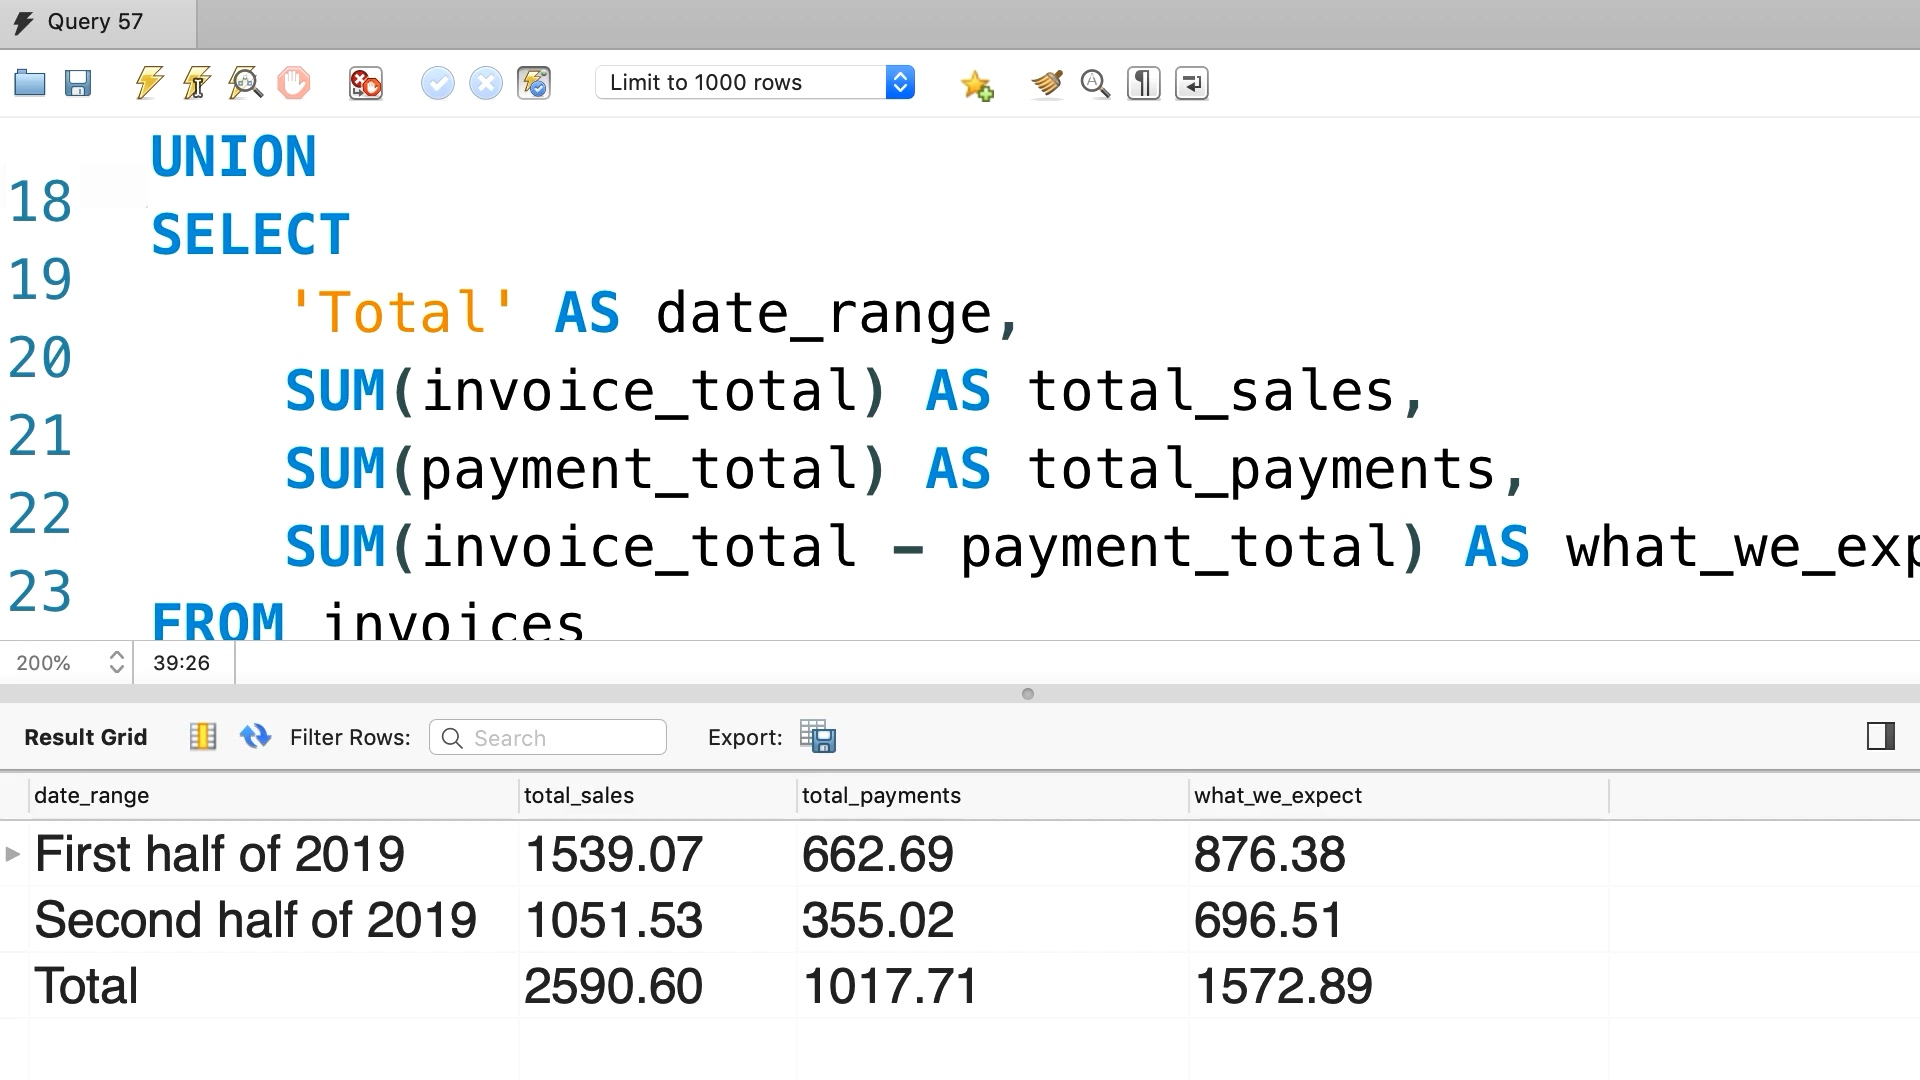 Query 57
Limit to 1000 rows
UNION
18
SELECT
19
'Total' AS date_range,
20
SUM(invoice_total) AS total_sales,
21
SUM(payment_total) AS total_payments,
22
SUM(invoice_total - payment_total) AS what_we_exp
23
FROM invoices
200% 39:26
Result Grid Filter Rows: Search Export:
date_range total_sales total_payments what_we_expect
First half of 2019 1539.07 662.69 876.38
Second half of 2019 1051.53 355.02 696.51
Total 2590.60 1017.71 1572.89